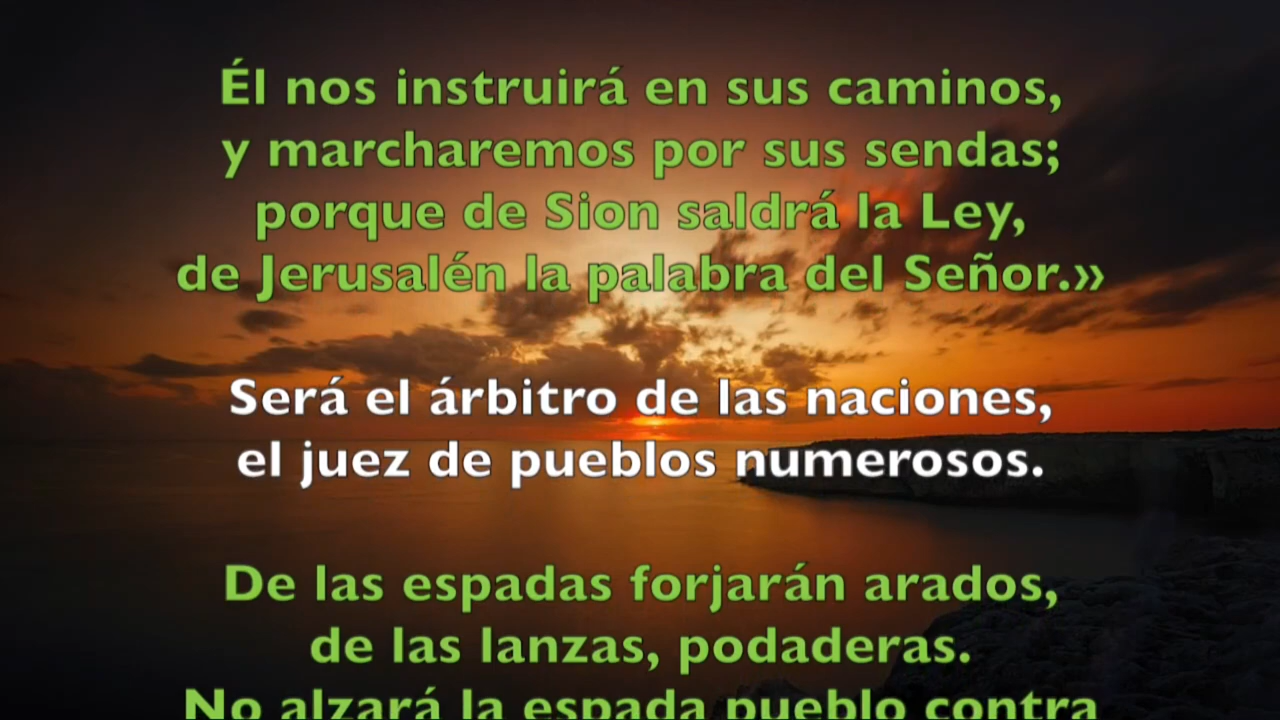 Él nos instruirá en sus caminos,
y marcharemos por sus sendas;
porque de Sion saldrá la Ley,
de Jerusalén la palabra del Señor.»
Será el árbitro de las naciones,
el juez de pueblos numerosos.
De las espadas forjarán arados,
de las lanzas, podaderas.
No alzará la espada pueblo contra